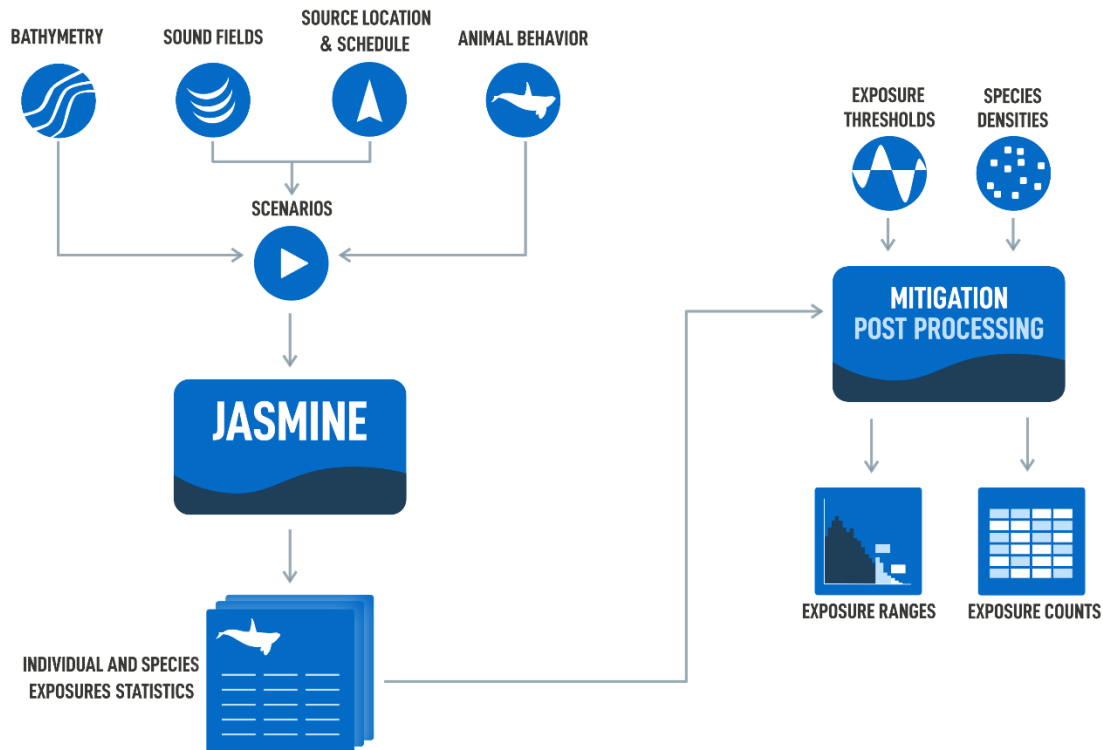 BATHYMETRY
SOUND FIELDS
SOURCE LOCATION
& SCHEDULE
ANIMAL BEHAVIOR
EXPOSURE
THRESHOLDS
SPECIES
DENSITIES
SCENARIOS
MITIGATION
POST PROCESSING
JASMINE
EXPOSURE RANGES
EXPOSURE COUNTS
INDIVIDUAL AND SPECIES
EXPOSURES STATISTICS